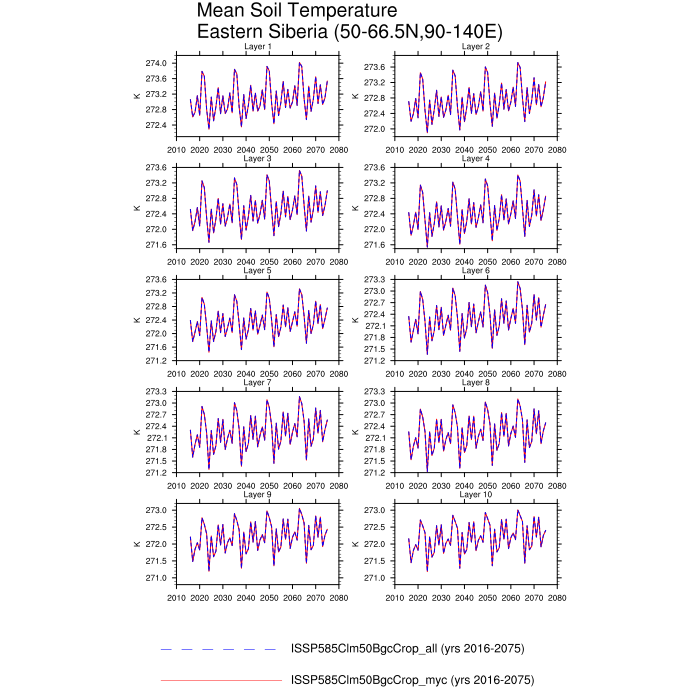 Mean Soil Temperature
Eastern Siberia (50-66.5N,90-140E)
Layer 1 Layer 2
274.0
273.6
273.2
272.8
272.4
K
2010 2020 2030 2040 2050 2060 2070 2080
273.6
273.2
272.8
272.4
272.0
K
2010 2020 2030 2040 2050 2060 2070 2080
Layer 3 Layer 4
273.6
273.2
272.8
272.4
272.0
271.6
K
2010 2020 2030 2040 2050 2060 2070 2080
273.6
273.2
272.8
272.4
272.0
271.6
K
2010 2020 2030 2040 2050 2060 2070 2080
Layer 5 Layer 6
273.6
273.2
272.8
272.4
272.0
271.6
271.2
K
2010 2020 2030 2040 2050 2060 2070 2080
273.3
273.0
272.7
272.4
272.1
271.8
271.5
271.2
K
2010 2020 2030 2040 2050 2060 2070 2080
Layer 7 Layer 8
273.3
273.0
272.7
272.4
272.1
271.8
271.5
271.2
K
2010 2020 2030 2040 2050 2060 2070 2080
273.3
273.0
272.7
272.4
272.1
271.8
271.5
271.2
K
2010 2020 2030 2040 2050 2060 2070 2080
Layer 9 Layer 10
273.0
272.5
272.0
271.5
271.0
K
2010 2020 2030 2040 2050 2060 2070 2080
273.0
272.5
272.0
271.5
271.0
K
2010 2020 2030 2040 2050 2060 2070 2080
ISSP585Clm50BgcCrop_all (yrs 2016-2075)
ISSP585Clm50BgcCrop_myc (yrs 2016-2075)